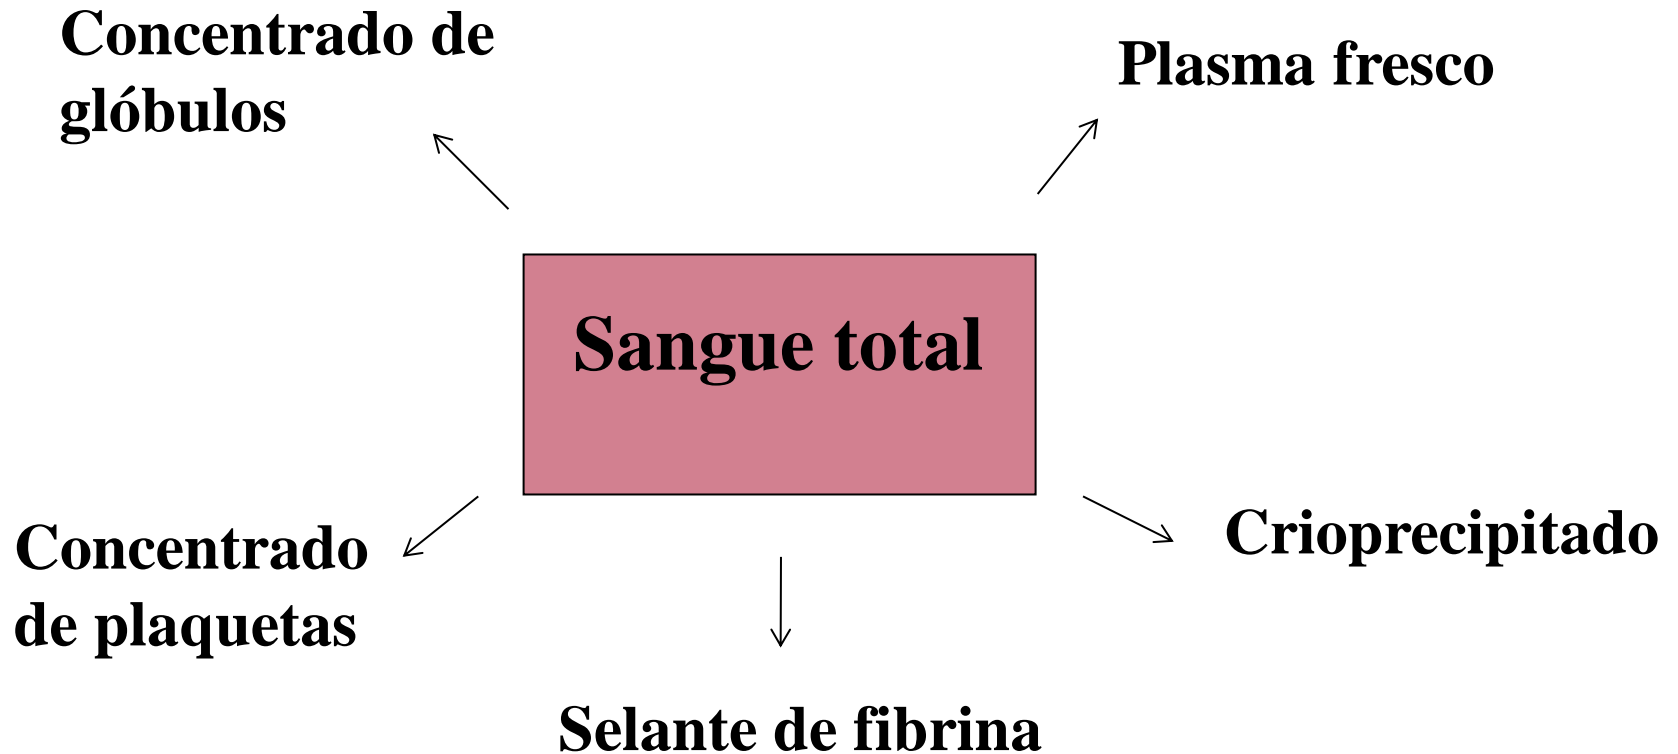 Concentrado de
glóbulos
Plasma fresco
Sangue total
Concentrado
de plaquetas
Crioprecipitado
Selante de fibrina